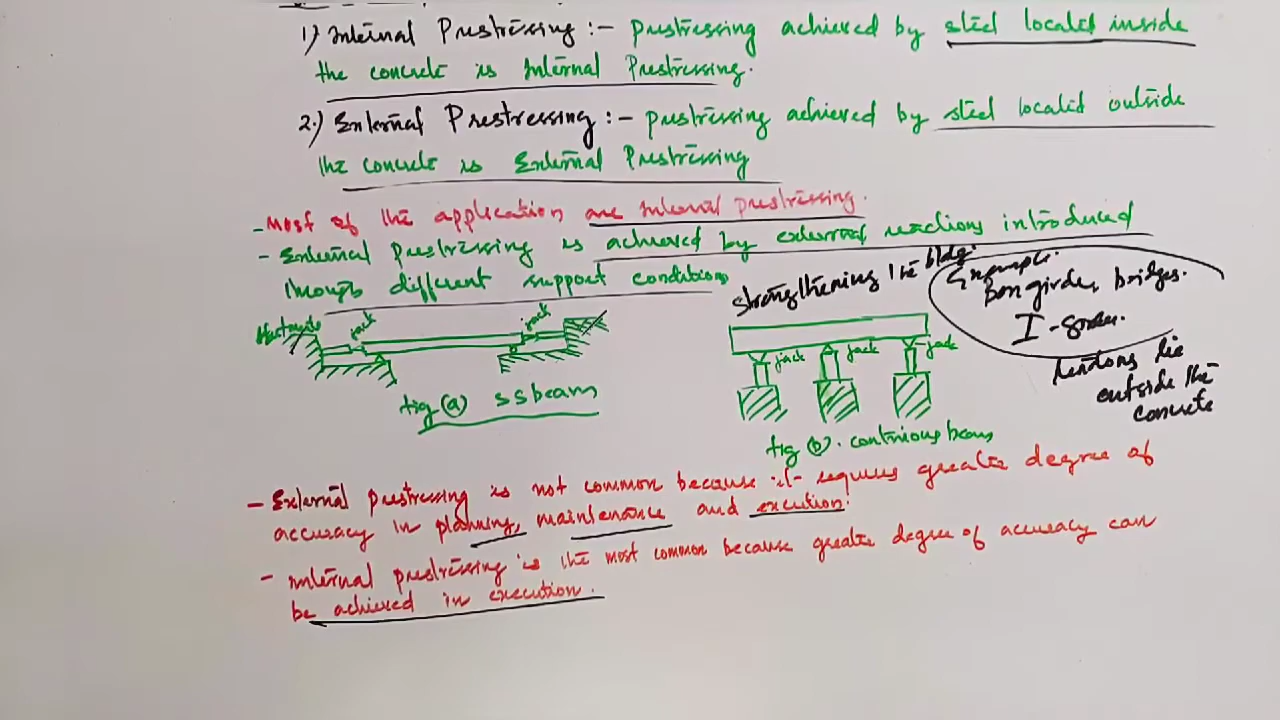 1) Internal Prestressing :- prestressing achieved by steel located inside
the concrete is Internal Prestressing.
2.) External Prestressing :- prestressing achieved by steel located outside
the concrete is External Prestressing
- Most of the application are Internal prestressing.
- External prestressing is achieved by external reactions introduced
through different support conditions
strengthening the bldg.
Example:
Box girder, bridges.
I-Girder.
tendons lie
outside the
concrete
jack
jack
fig (a) SS beam
jack
jack
jack
fig (b). continious beam
- External prestressing is not common because it requires greater degree of
accuracy in planning, maintenance and execution.
- Internal prestressing is the most common because greater degree of accuracy can
be achieved in execution.